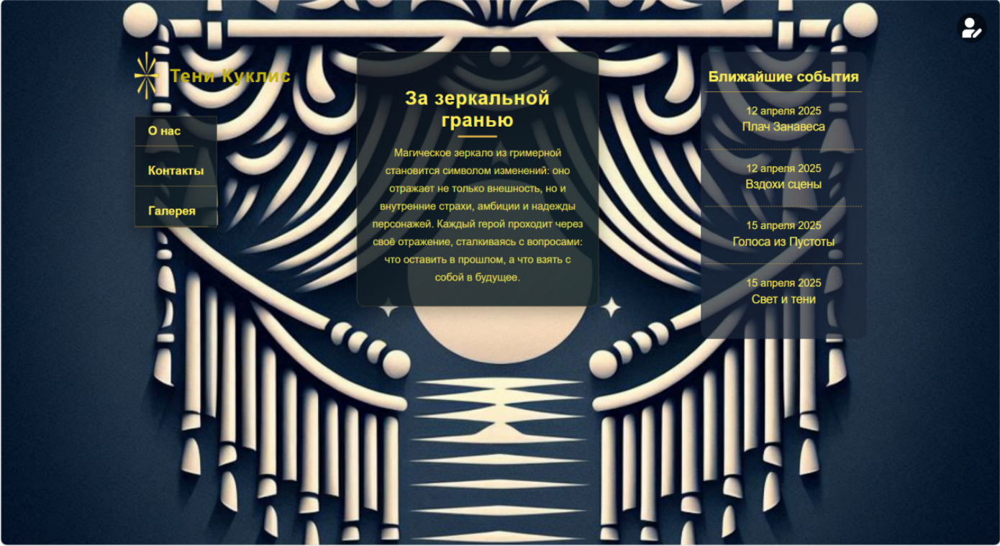 Тени Куклис
О нас
Контакты
Галерея
За зеркальной
гранью
Магическое зеркало из гримерной
становится символом изменений: оно
отражает не только внешность, но и
внутренние страхи, амбиции и надежды
персонажей. Каждый герой проходит через
своё отражение, сталкиваясь с вопросами:
что оставить в прошлом, а что взять с
собой в будущее.
Ближайшие события
12 апреля 2025
Плач Занавеса
12 апреля 2025
Вздохи сцены
15 апреля 2025
Голоса из Пустоты
15 апреля 2025
Свет и тени